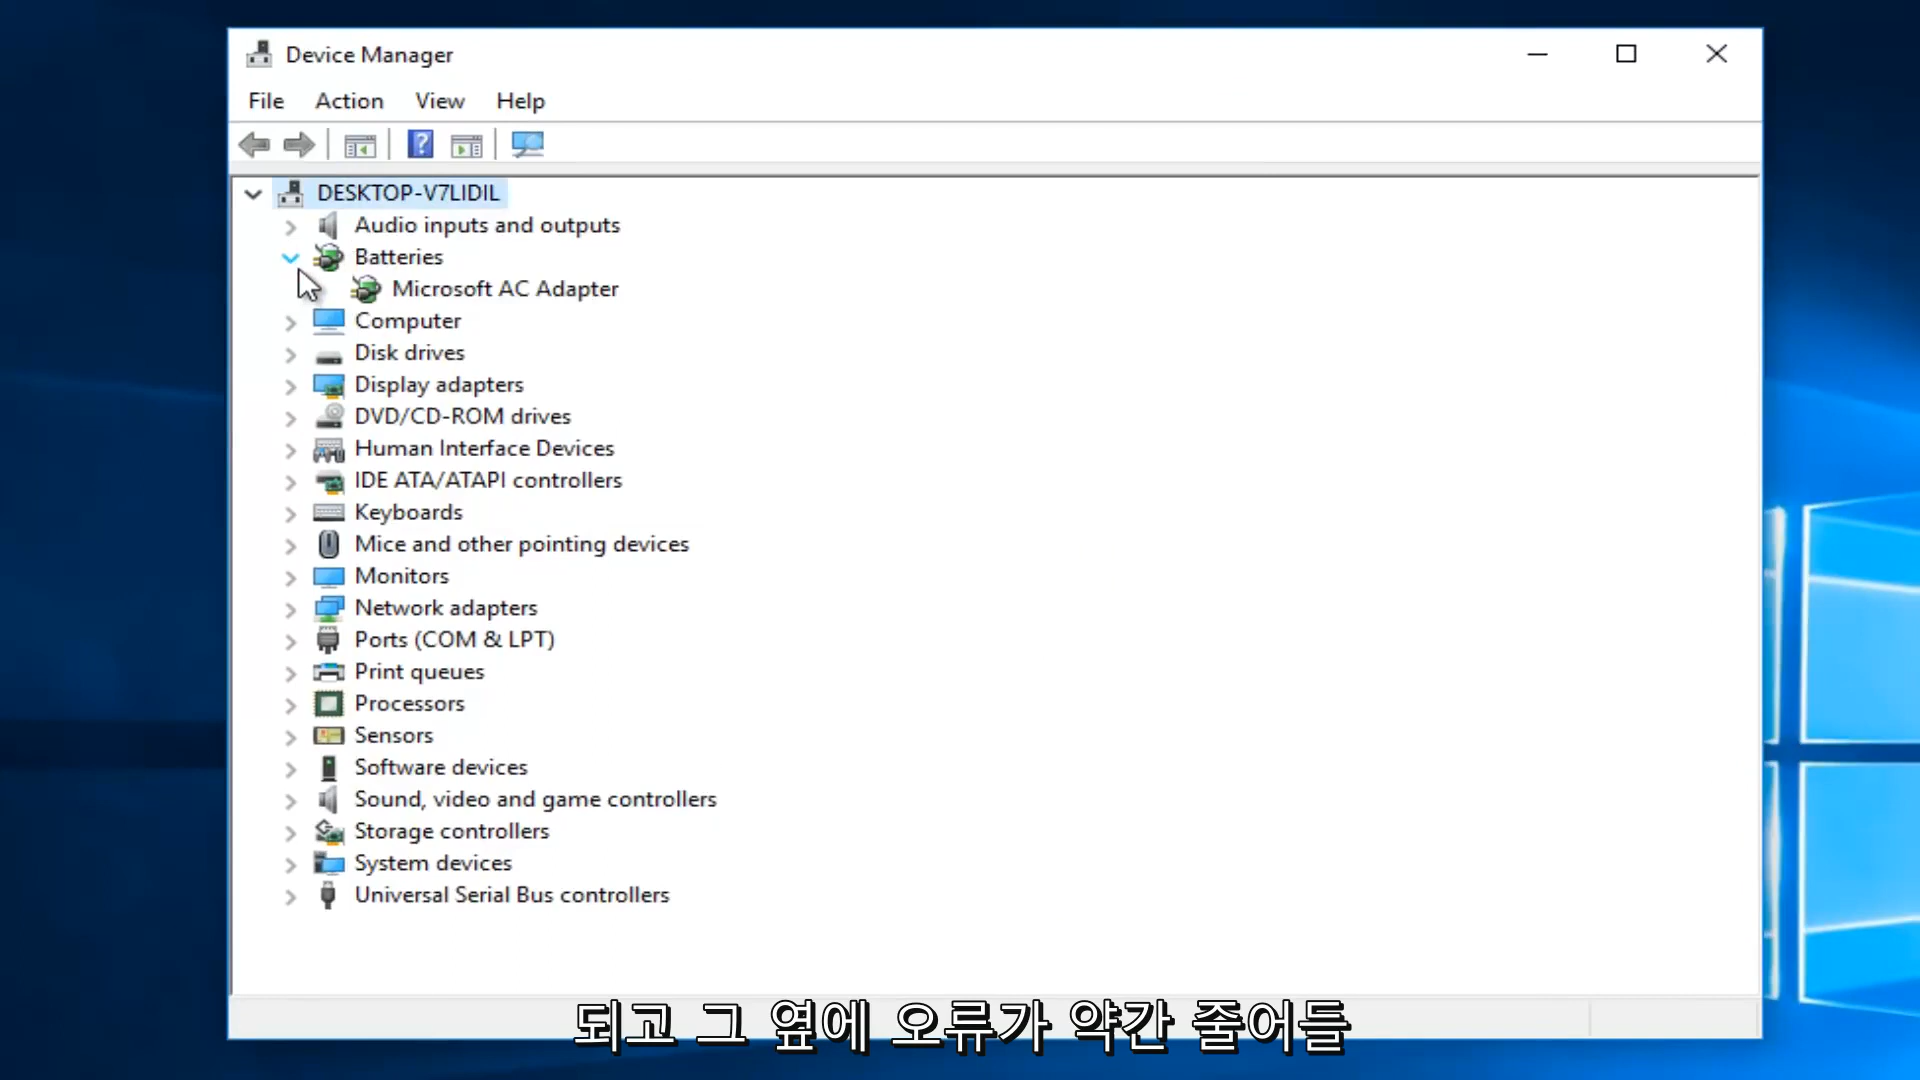 Device Manager
File Action View Help
DESKTOP-V7LIDIL
Audio inputs and outputs
Batteries
Microsoft AC Adapter
Computer
Disk drives
Display adapters
DVD/CD-ROM drives
Human Interface Devices
IDE ATA/ATAPI controllers
Keyboards
Mice and other pointing devices
Monitors
Network adapters
Ports (COM & LPT)
Print queues
Processors
Sensors
Software devices
Sound, video and game controllers
Storage controllers
System devices
Universal Serial Bus controllers
되고 그 옆에 오류가 약간 줄어들